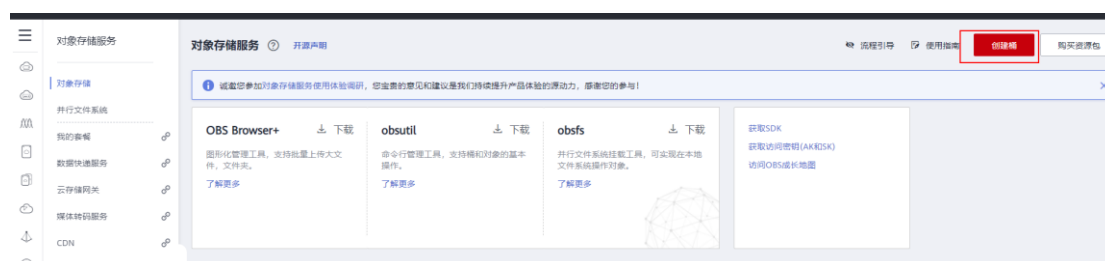 对象存储服务
对象存储
并行文件系统
我的套餐
数据快递服务
云存储网关
媒体转码服务
CDN
对象存储服务 ? 开源声明
流程引导 使用指南 创建桶 购买资源包
诚邀您参加对象存储服务使用体验调研，您宝贵的意见和建议是我们持续提升产品体验的源动力，感谢您的参与！
OBS Browser+ 下载
图形化管理工具，支持批量上传大文
件，文件夹。
了解更多
obsutil 下载
命令行管理工具，支持桶和对象的基本
操作。
了解更多
obsfs 下载
并行文件系统挂载工具，可实现在本地
文件系统操作对象。
了解更多
获取SDK
获取访问密钥(AK和SK)
访问OBS成长地图